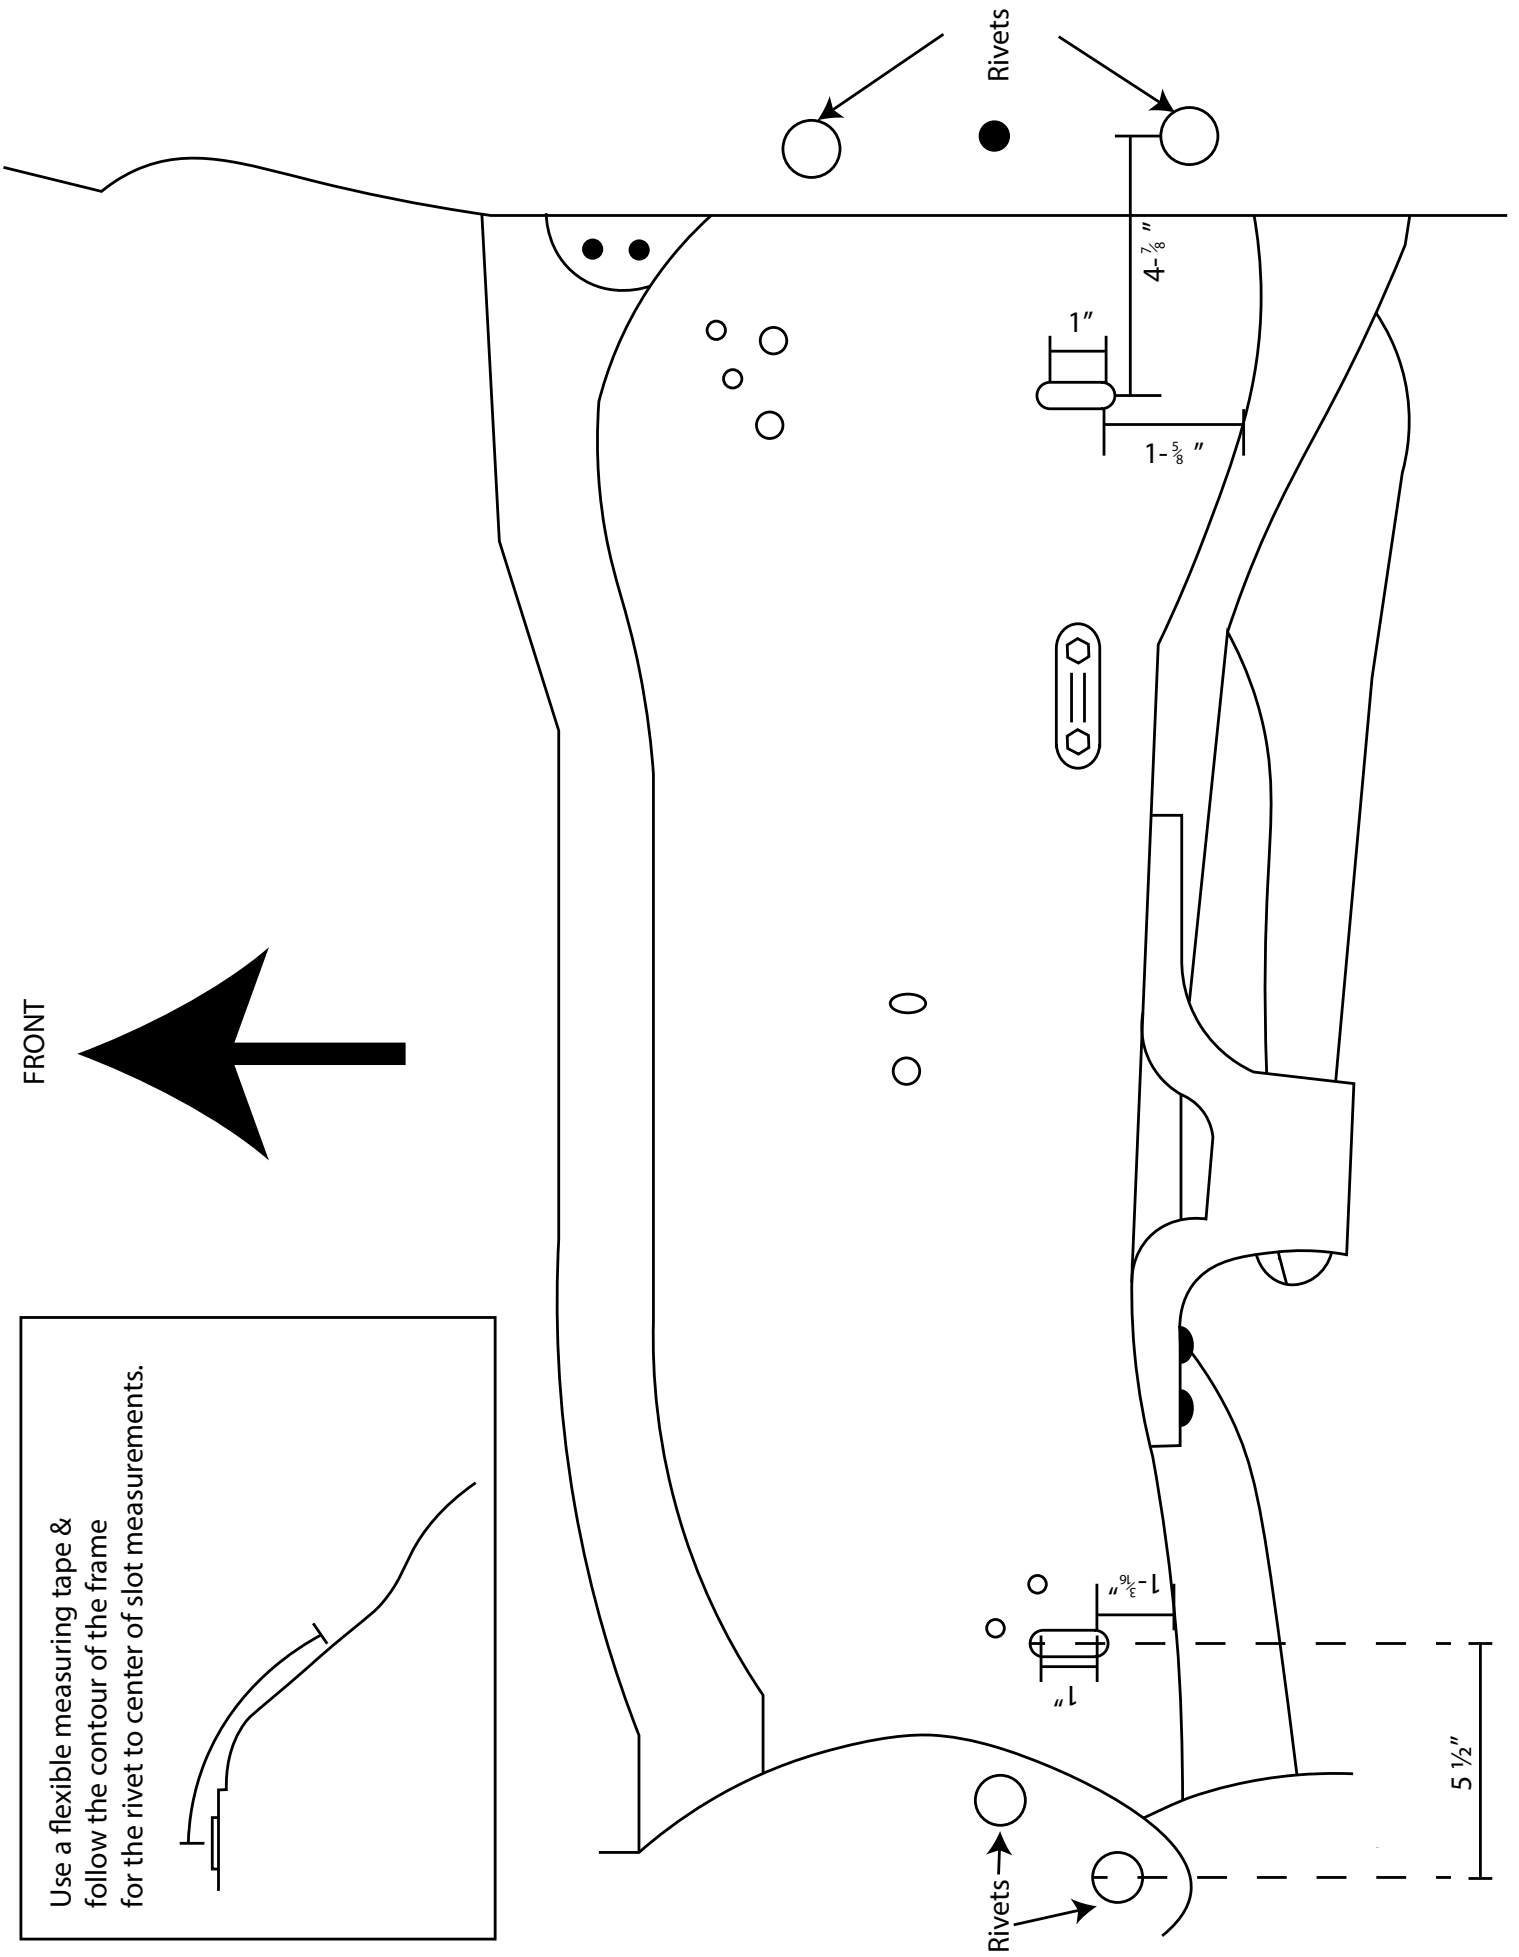 FRONT
Use a flexible measuring tape &
follow the contour of the frame
for the rivet to center of slot measurements.
Rivets
4-⅞"
1"
1-⅝"
1-3⁄16"
1"
5 ½"
Rivets